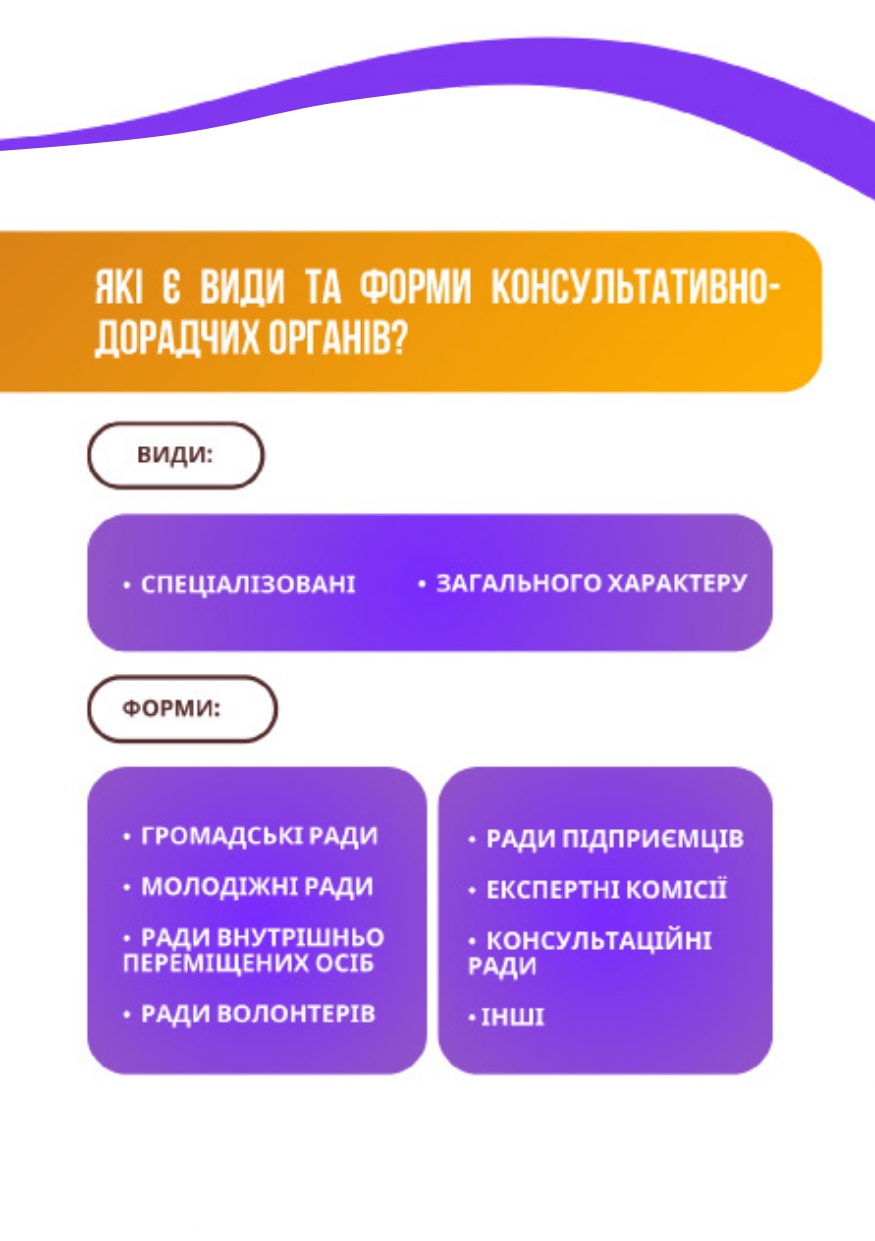 ЯКІ Є ВИДИ ТА ФОРМИ КОНСУЛЬТАТИВНО-
ДОРАДЧИХ ОРГАНІВ?
ВИДИ:
• СПЕЦІАЛІЗОВАНІ
• ЗАГАЛЬНОГО ХАРАКТЕРУ
ФОРМИ:
• ГРОМАДСЬКІ РАДИ
• МОЛОДІЖНІ РАДИ
• РАДИ ВНУТРІШНЬО
ПЕРЕМІЩЕНИХ ОСІБ
• РАДИ ВОЛОНТЕРІВ
• РАДИ ПІДПРИЄМЦІВ
• ЕКСПЕРТНІ КОМІСІЇ
• КОНСУЛЬТАЦІЙНІ
РАДИ
• ІНШІ